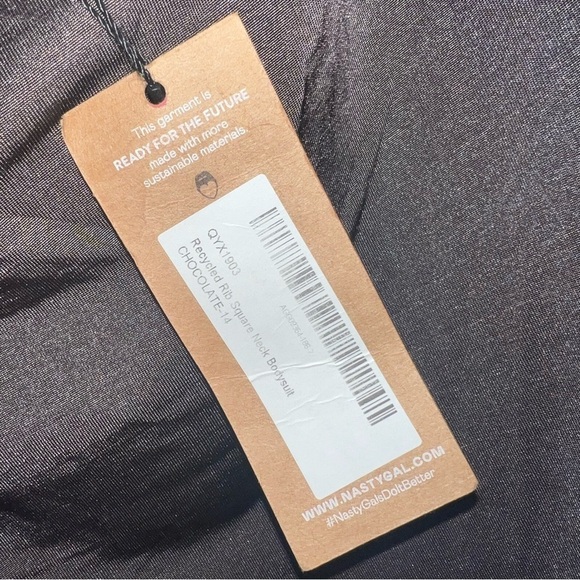 This garment is
READY FOR THE FUTURE
made with more
sustainable materials.
QYX1903
Recycled Rib Square Neck Bodysuit
CHOCOLATE-14
WWW.NASTYGAL.COM
#NastyGalsDoItBetter